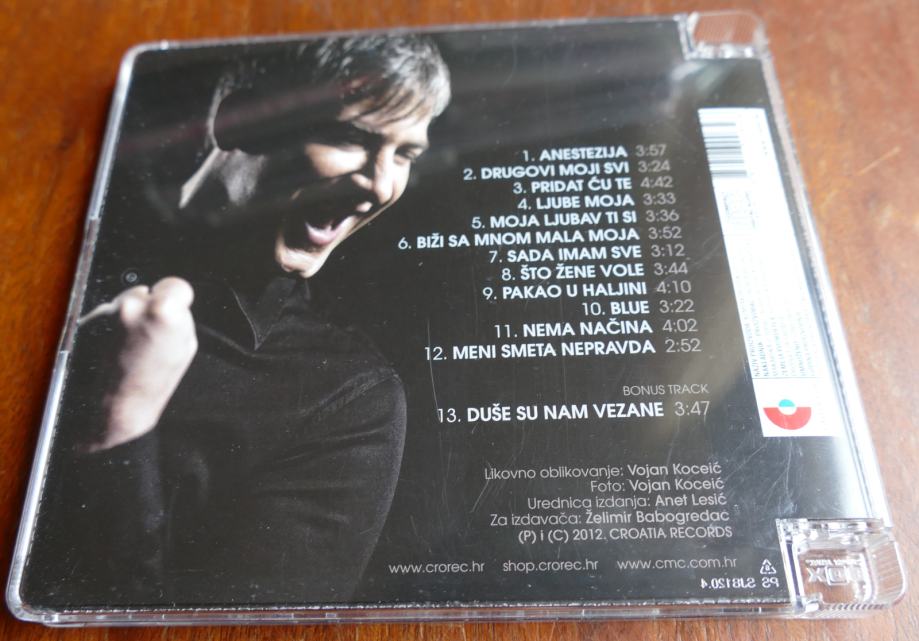 1. ANESTEZIJA 3:57
2. DRUGOVI MOJI SVI 3:24
3. PRIDAT ĆU TE 4:42
4. LJUBE MOJA 3:33
5. MOJA LJUBAV TI SI 3:36
6. BIŽI SA MNOM MALA MOJA 3:52
7. SADA IMAM SVE 3:12
8. ŠTO ŽENE VOLE 3:44
9. PAKAO U HALJINI 4:10
10. BLUE 3:22
11. NEMA NAČINA 4:02
12. MENI SMETA NEPRAVDA 2:52
BONUS TRACK
13. DUŠE SU NAM VEZANE 3:47
Likovno oblikovanje: Vojan Koceić
Foto: Vojan Koceić
Urednica izdanja: Anet Lesić
Za izdavača: Želimir Babogredac
(P) i (C) 2012. CROATIA RECORDS
www.crorec.hr shop.crorec.hr www.cmc.com.hr
PS SJ8120.4